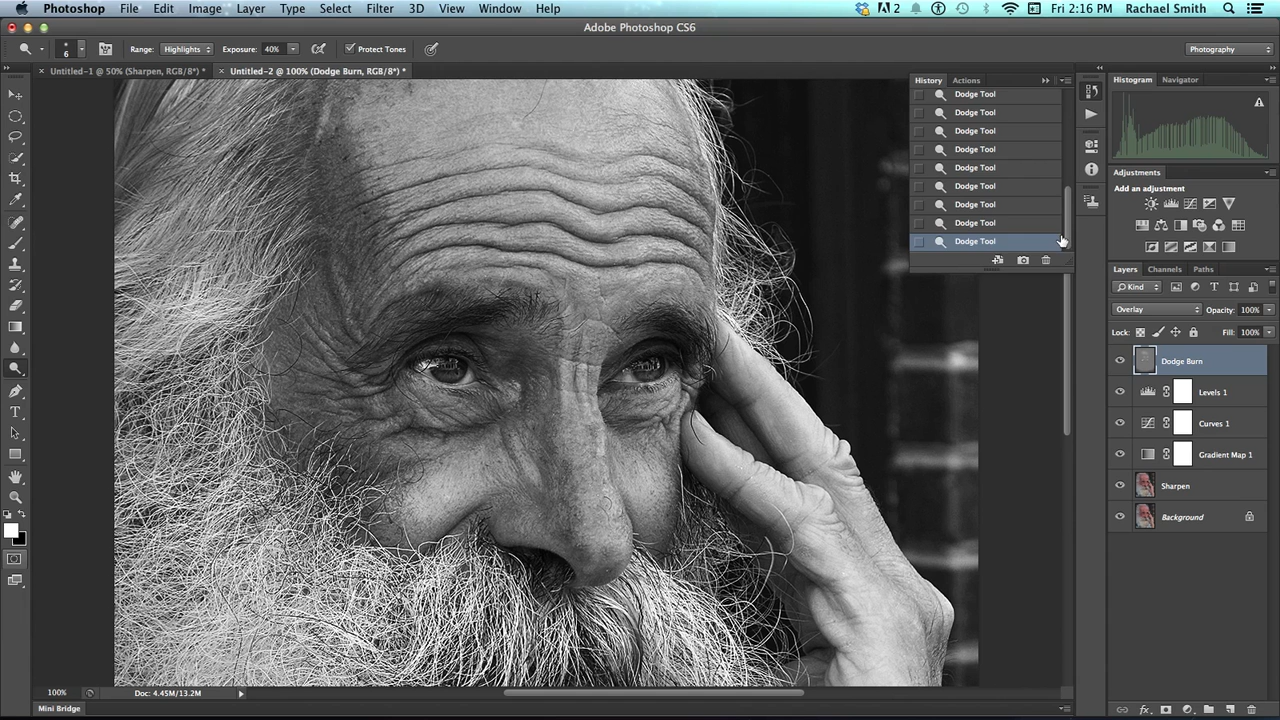 Photoshop File Edit Image Layer Type Select Filter 3D View Window Help 2 Fri 2:16 PM Rachael Smith
Adobe Photoshop CS6
6 Range: Highlights Exposure: 40% Protect Tones Photography
Untitled-1 @ 50% (Sharpen, RGB/8*) * Untitled-2 @ 100% (Dodge Burn, RGB/8*) *
History Actions
Dodge Tool
Dodge Tool
Dodge Tool
Dodge Tool
Dodge Tool
Dodge Tool
Dodge Tool
Dodge Tool
Dodge Tool
Histogram Navigator
Adjustments
Add an adjustment
Layers Channels Paths
Kind
Overlay Opacity: 100%
Lock: Fill: 100%
Dodge Burn
Levels 1
Curves 1
Gradient Map 1
Sharpen
Background
100% Doc: 4.45M/13.2M
Mini Bridge